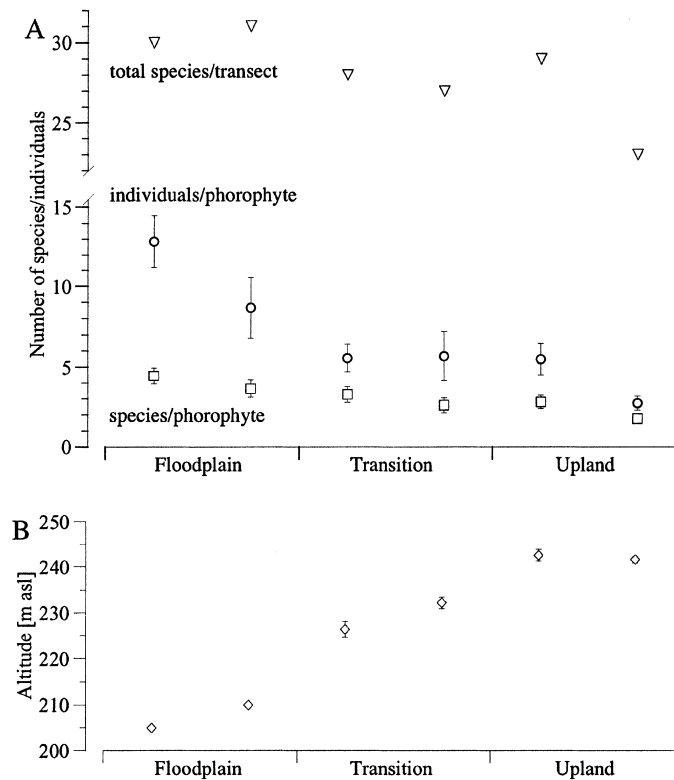 A
30
total species/transect
25
individuals/phorophyte
15
10
5
species/phorophyte
0
Number of species/individuals
Floodplain Transition Upland
B
250
240
230
220
210
200
Altitude [m asl]
Floodplain Transition Upland